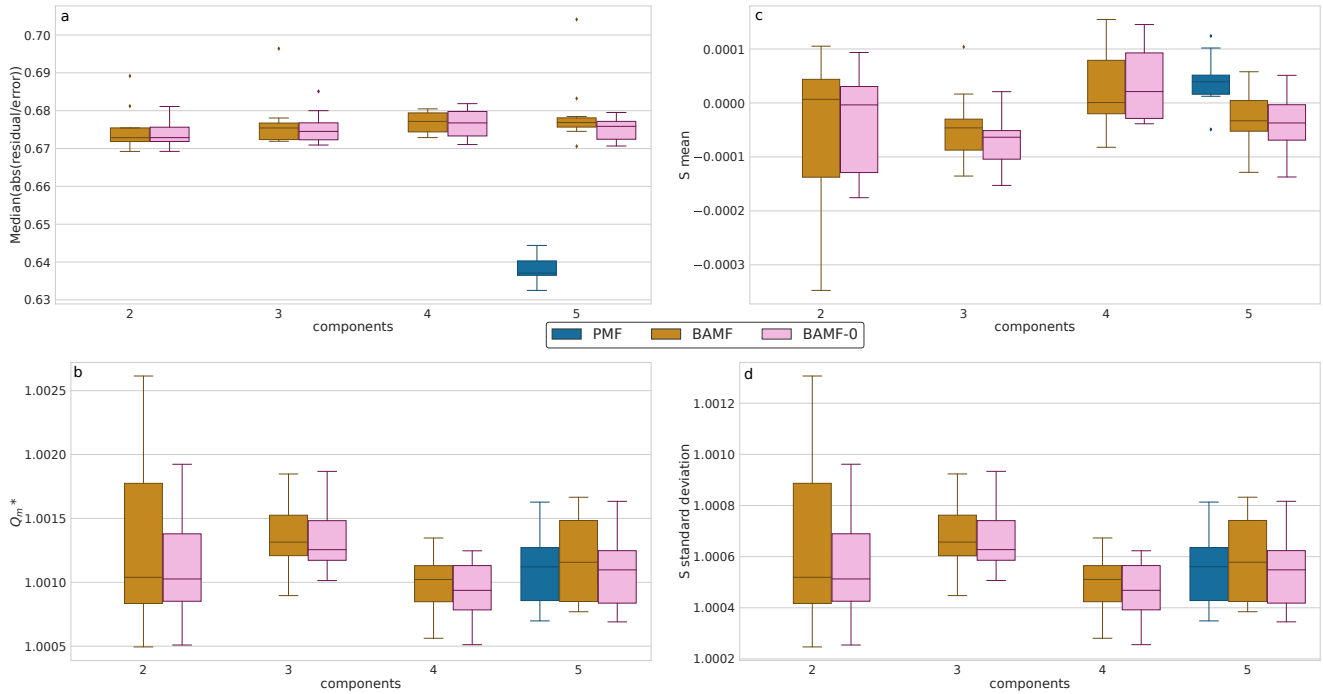 a
Median(abs(residual/error))
0.70
0.69
0.68
0.67
0.66
0.65
0.64
0.63
2 3 4 5
components
c
S mean
0.0001
0.0000
−0.0001
−0.0002
−0.0003
2 3 4 5
components
PMF BAMF BAMF-0
b
Qm*
1.0025
1.0020
1.0015
1.0010
1.0005
2 3 4 5
components
d
S standard deviation
1.0012
1.0010
1.0008
1.0006
1.0004
1.0002
2 3 4 5
components